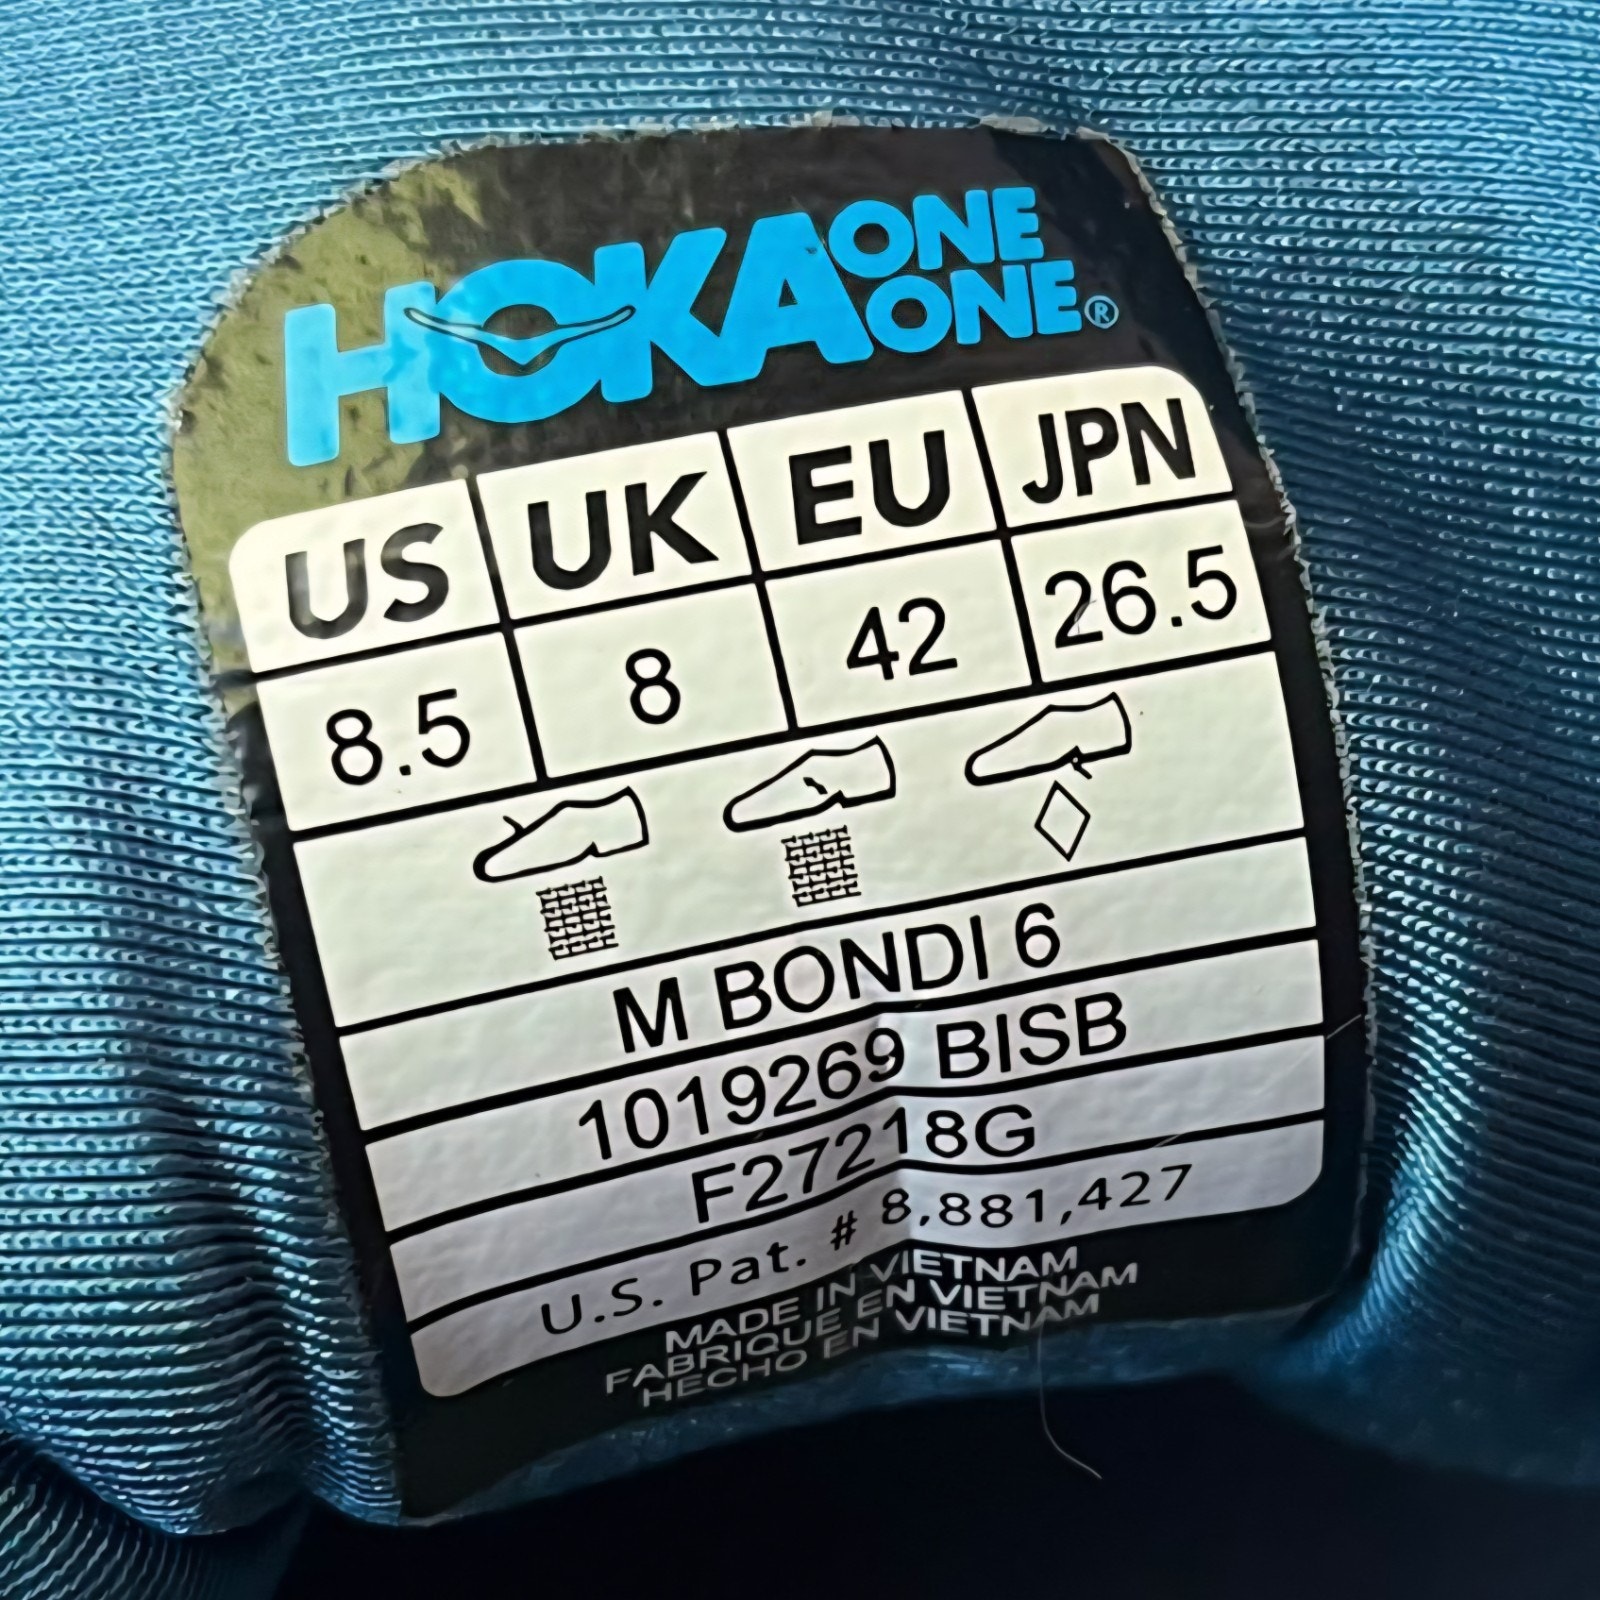 HOKA ONE ONE®
US UK EU JPN
8.5 8 42 26.5
M BONDI 6
1019269 BISB
F27218G
U.S. Pat. # 8,881,427
MADE IN VIETNAM
FABRIQUE EN VIETNAM
HECHO EN VIETNAM